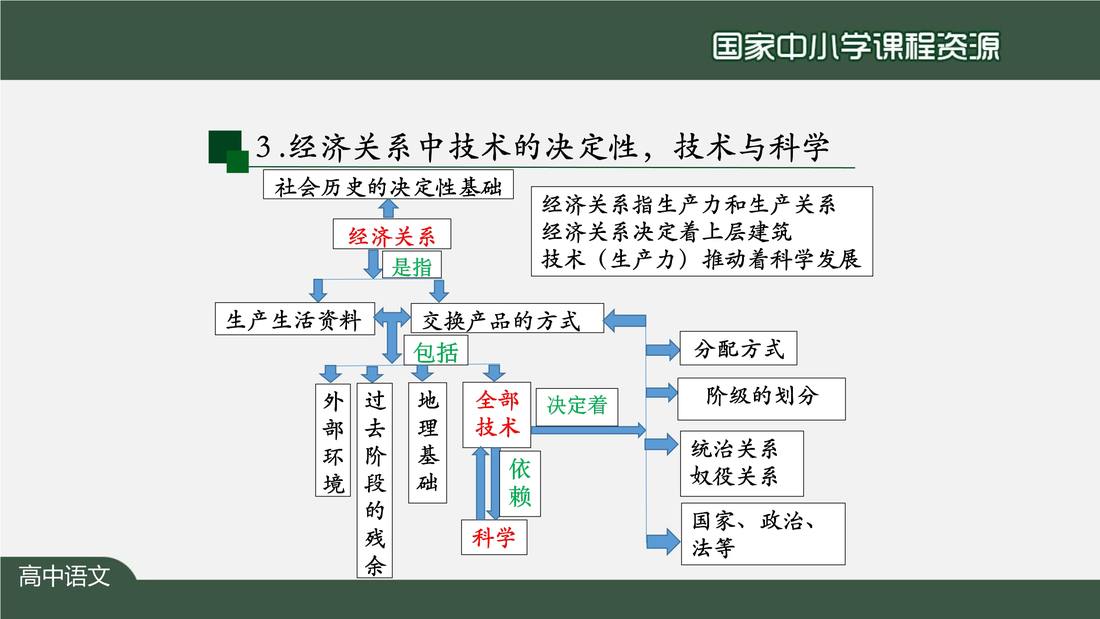 国家中小学课程资源
3.经济关系中技术的决定性，技术与科学
社会历史的决定性基础
经济关系
是指
经济关系指生产力和生产关系
经济关系决定着上层建筑
技术（生产力）推动着科学发展
生产生活资料
交换产品的方式
包括
外部环境
过去阶段的残余
地理基础
全部
技术
决定着
依赖
科学
分配方式
阶级的划分
统治关系
奴役关系
国家、政治、
法等
高中语文